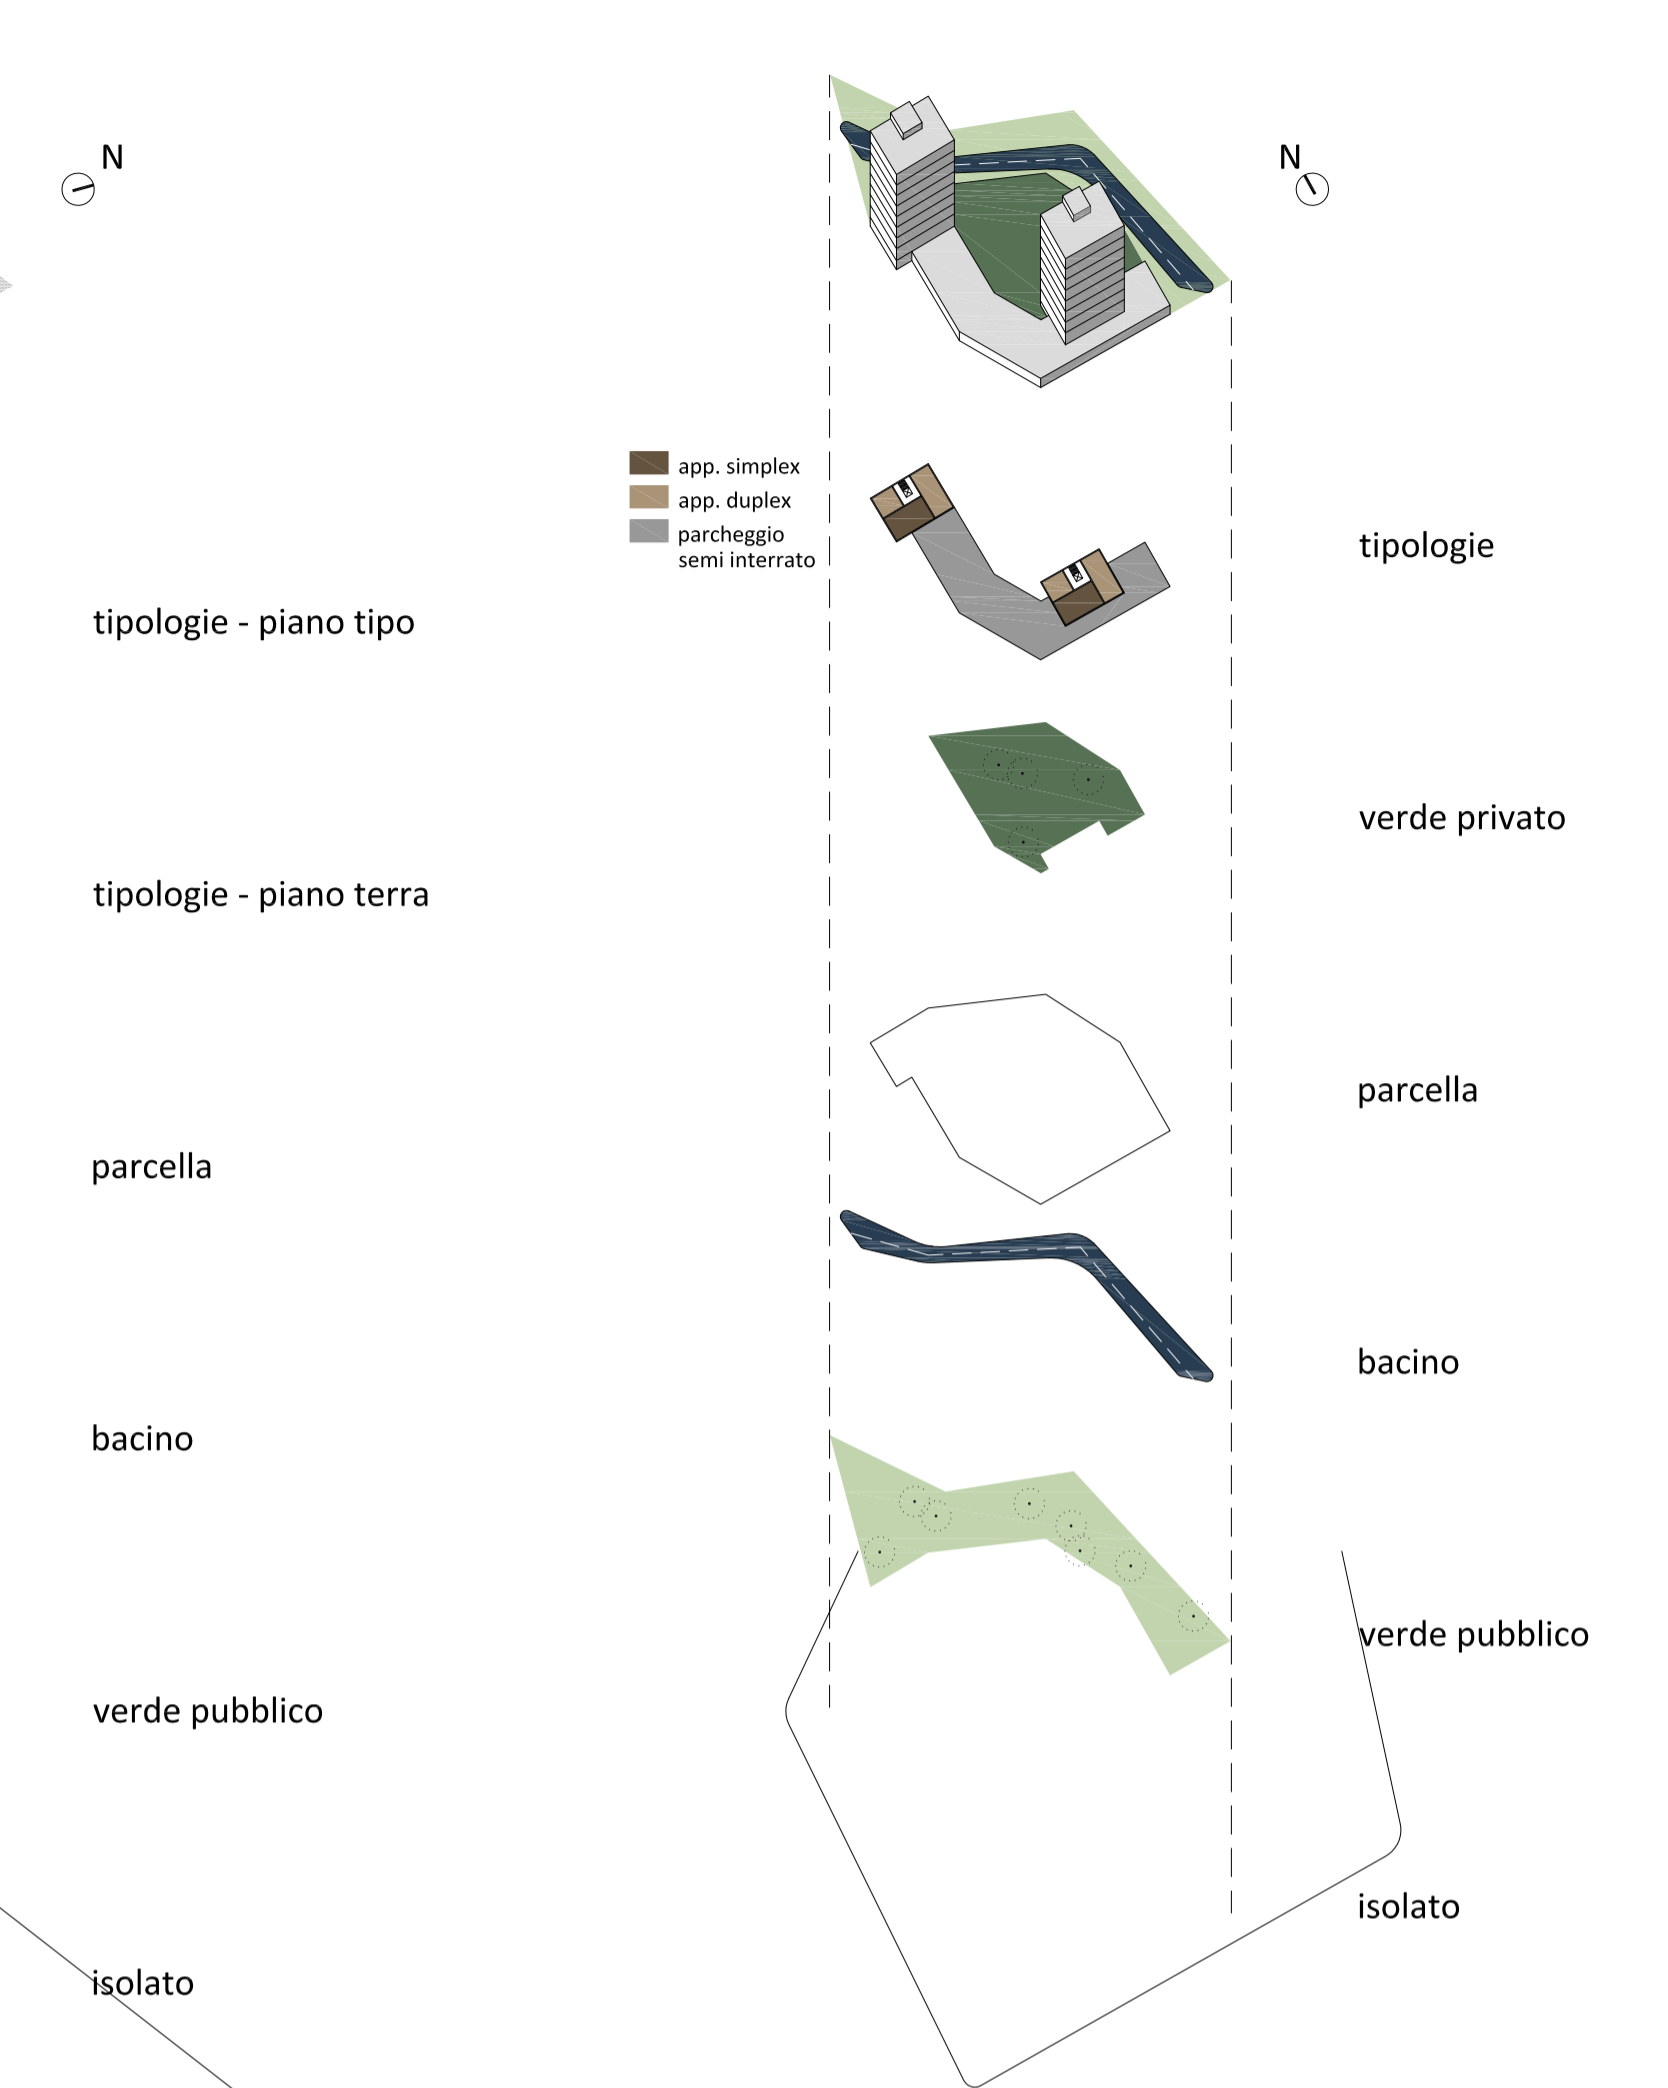 N
N
app. simplex
app. duplex
parcheggio
semi interrato
tipologie
tipologie - piano tipo
verde privato
tipologie - piano terra
parcella
parcella
bacino
bacino
verde pubblico
verde pubblico
isolato
isolato